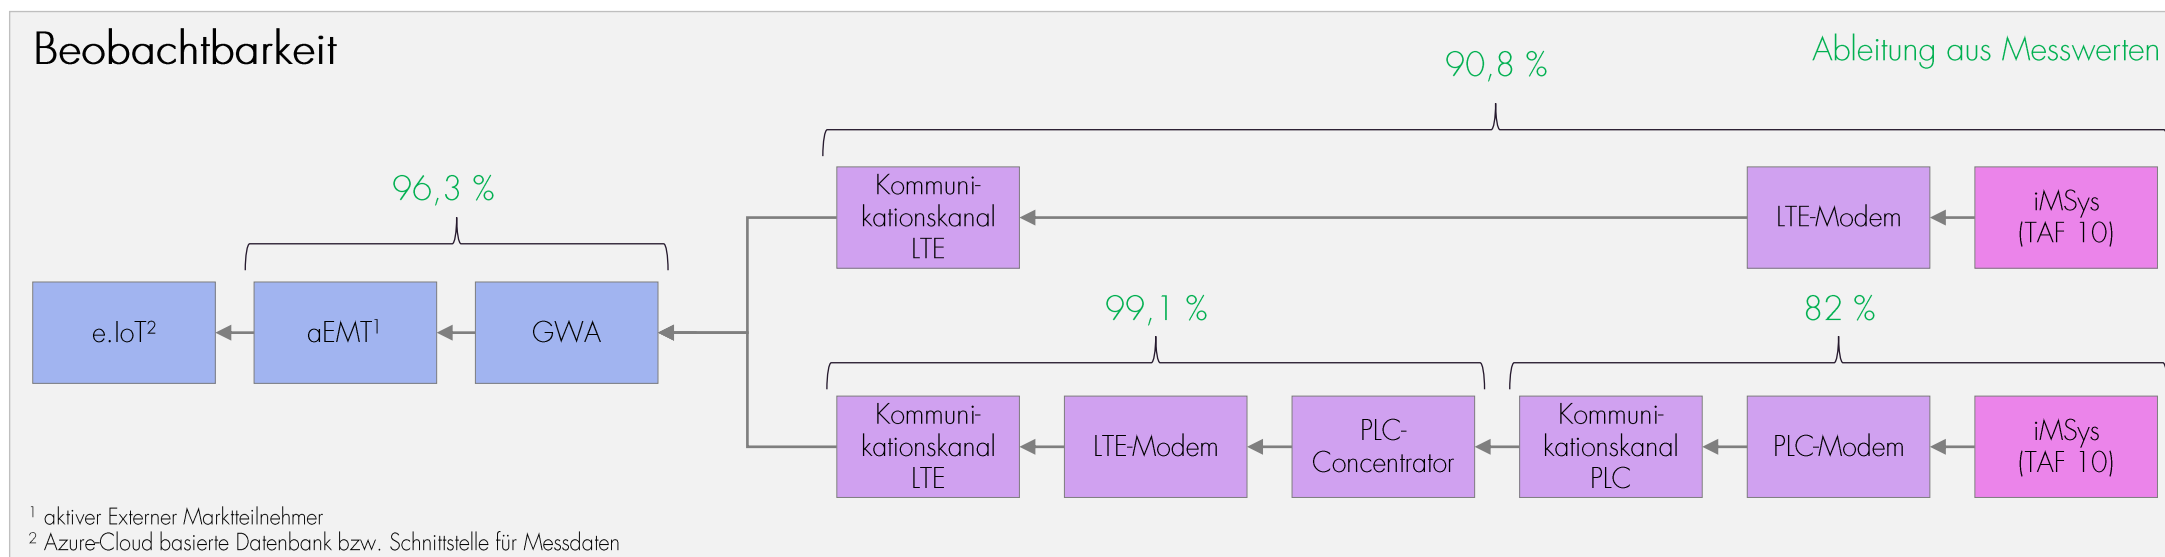 Beobachtbarkeit
Ableitung aus Messwerten
90,8 %
96,3 %
Kommuni-
kationskanal
LTE
LTE-Modem
iMSys
(TAF 10)
e.IoT²
aEMT¹
GWA
99,1 %
82 %
Kommuni-
kationskanal
LTE
LTE-Modem
PLC-
Concentrator
Kommuni-
kationskanal
PLC
PLC-Modem
iMSys
(TAF 10)
¹ aktiver Externer Marktteilnehmer
² Azure-Cloud basierte Datenbank bzw. Schnittstelle für Messdaten